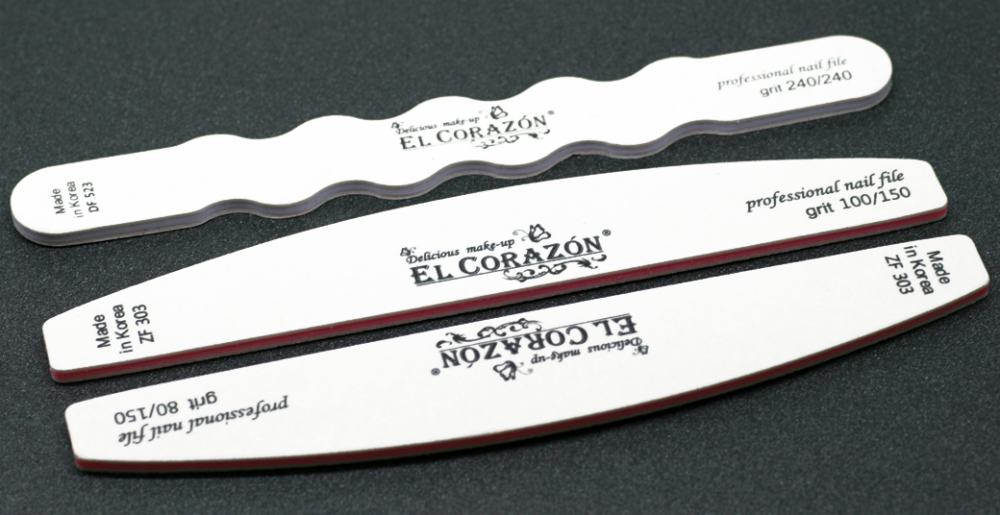 Made
in Korea
DF 523
Delicious make-up
EL CORAZÓN®
professional nail file
grit 240/240
Made
in Korea
ZF 303
Delicious make-up
EL CORAZÓN®
professional nail file
grit 100/150
professional nail file
grit 80/150
Delicious make-up
EL CORAZÓN®
Made
in Korea
ZF 303